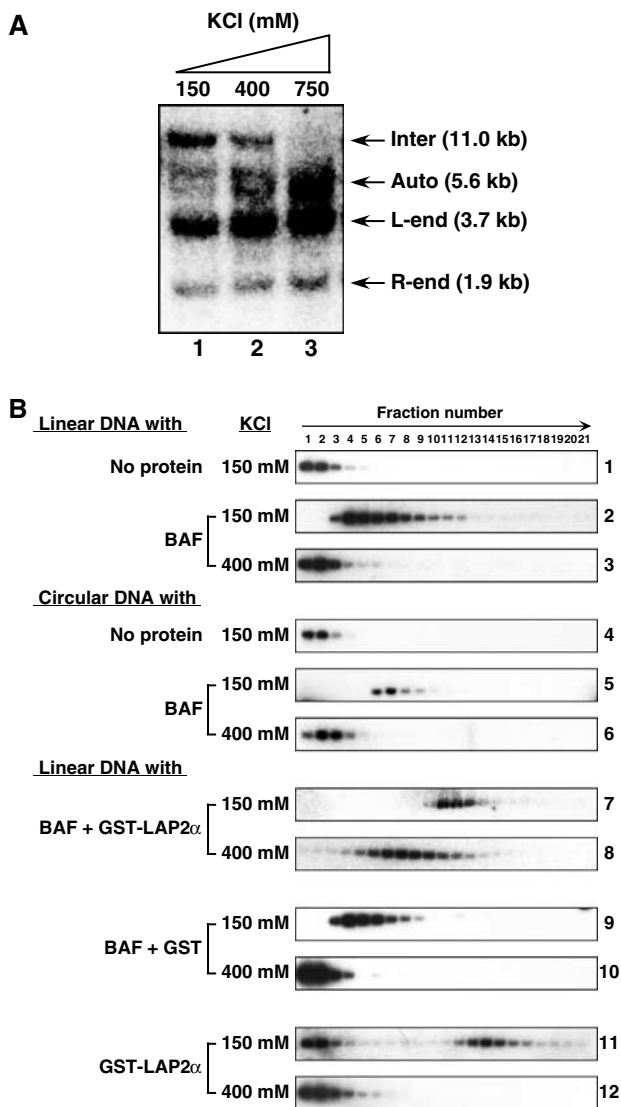 A
KCl (mM)
150 400 750
Inter (11.0 kb)
Auto (5.6 kb)
L-end (3.7 kb)
R-end (1.9 kb)
1 2 3
B
Linear DNA with KCl Fraction number
1 2 3 4 5 6 7 8 9 10 11 12 13 14 15 16 17 18 19 20 21
No protein 150 mM 1
150 mM 2
BAF
400 mM 3
Circular DNA with
No protein 150 mM 4
150 mM 5
BAF
400 mM 6
Linear DNA with
150 mM 7
BAF + GST-LAP2α
400 mM 8
150 mM 9
BAF + GST
400 mM 10
150 mM 11
GST-LAP2α
400 mM 12